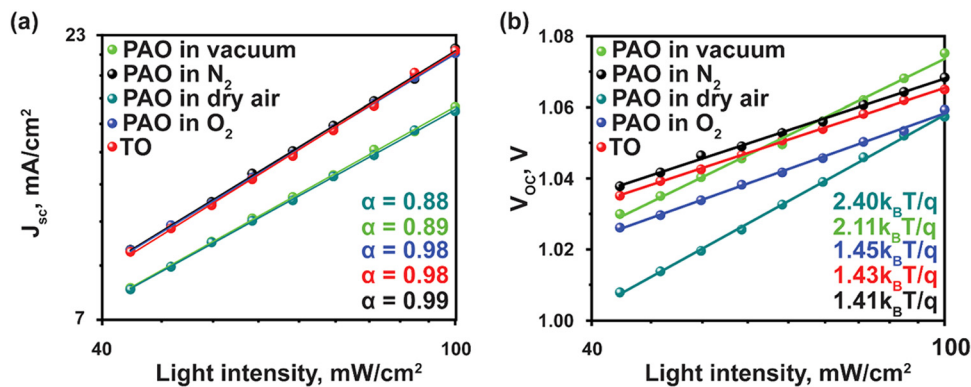 (a)
23
PAO in vacuum
PAO in N2
PAO in dry air
PAO in O2
TO
Jsc, mA/cm2
α = 0.88
α = 0.89
α = 0.98
α = 0.98
α = 0.99
7
40
100
Light intensity, mW/cm2
(b)
1.08
1.06
1.04
1.02
1.00
PAO in vacuum
PAO in N2
PAO in dry air
PAO in O2
TO
VOC, V
2.40kBT/q
2.11kBT/q
1.45kBT/q
1.43kBT/q
1.41kBT/q
40
100
Light intensity, mW/cm2